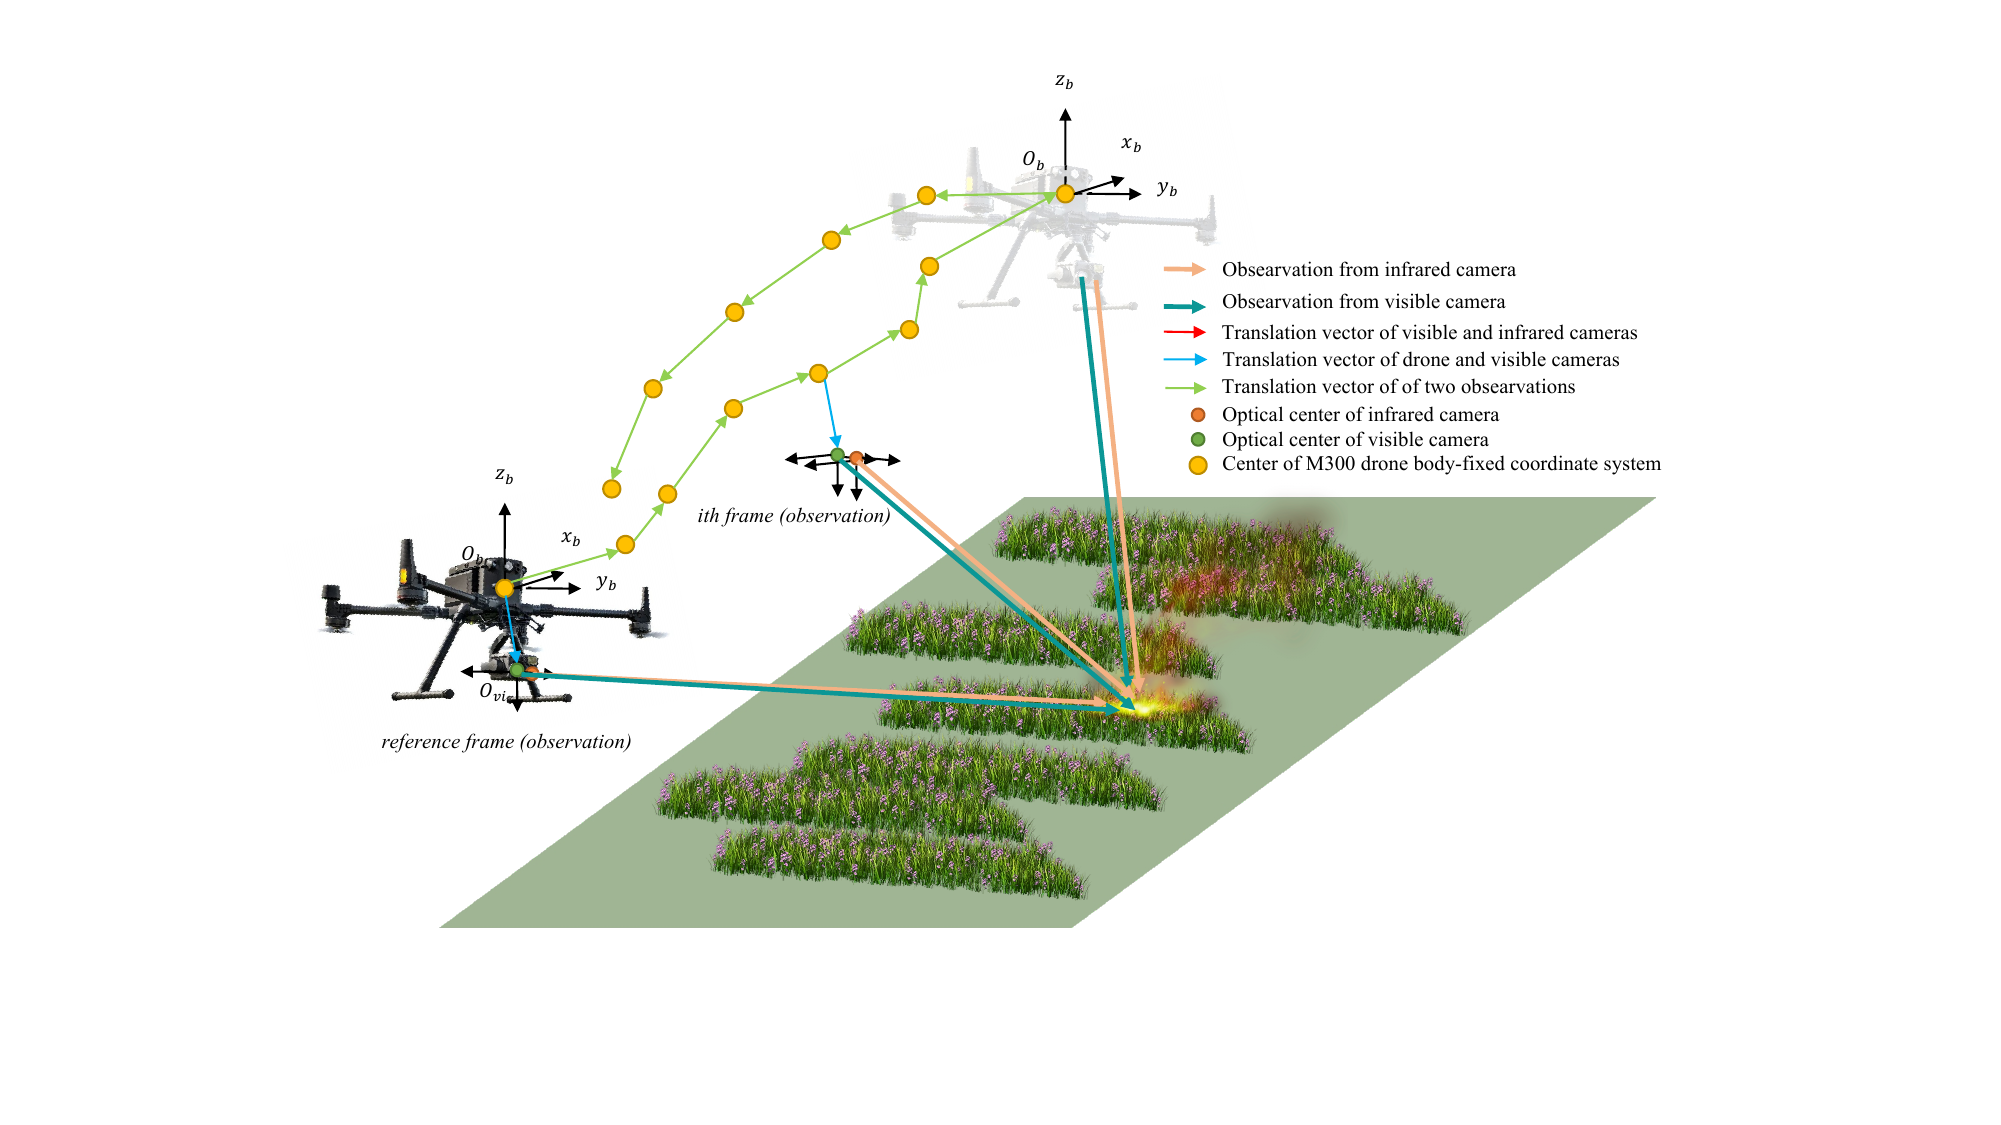 z_b
x_b
O_b
y_b
Obsearvation from infrared camera
Obsearvation from visible camera
Translation vector of visible and infrared cameras
Translation vector of drone and visible cameras
Translation vector of of two obsearvations
Optical center of infrared camera
Optical center of visible camera
Center of M300 drone body-fixed coordinate system
z_b
ith frame (observation)
x_b
O_b
y_b
O_vi
reference frame (observation)